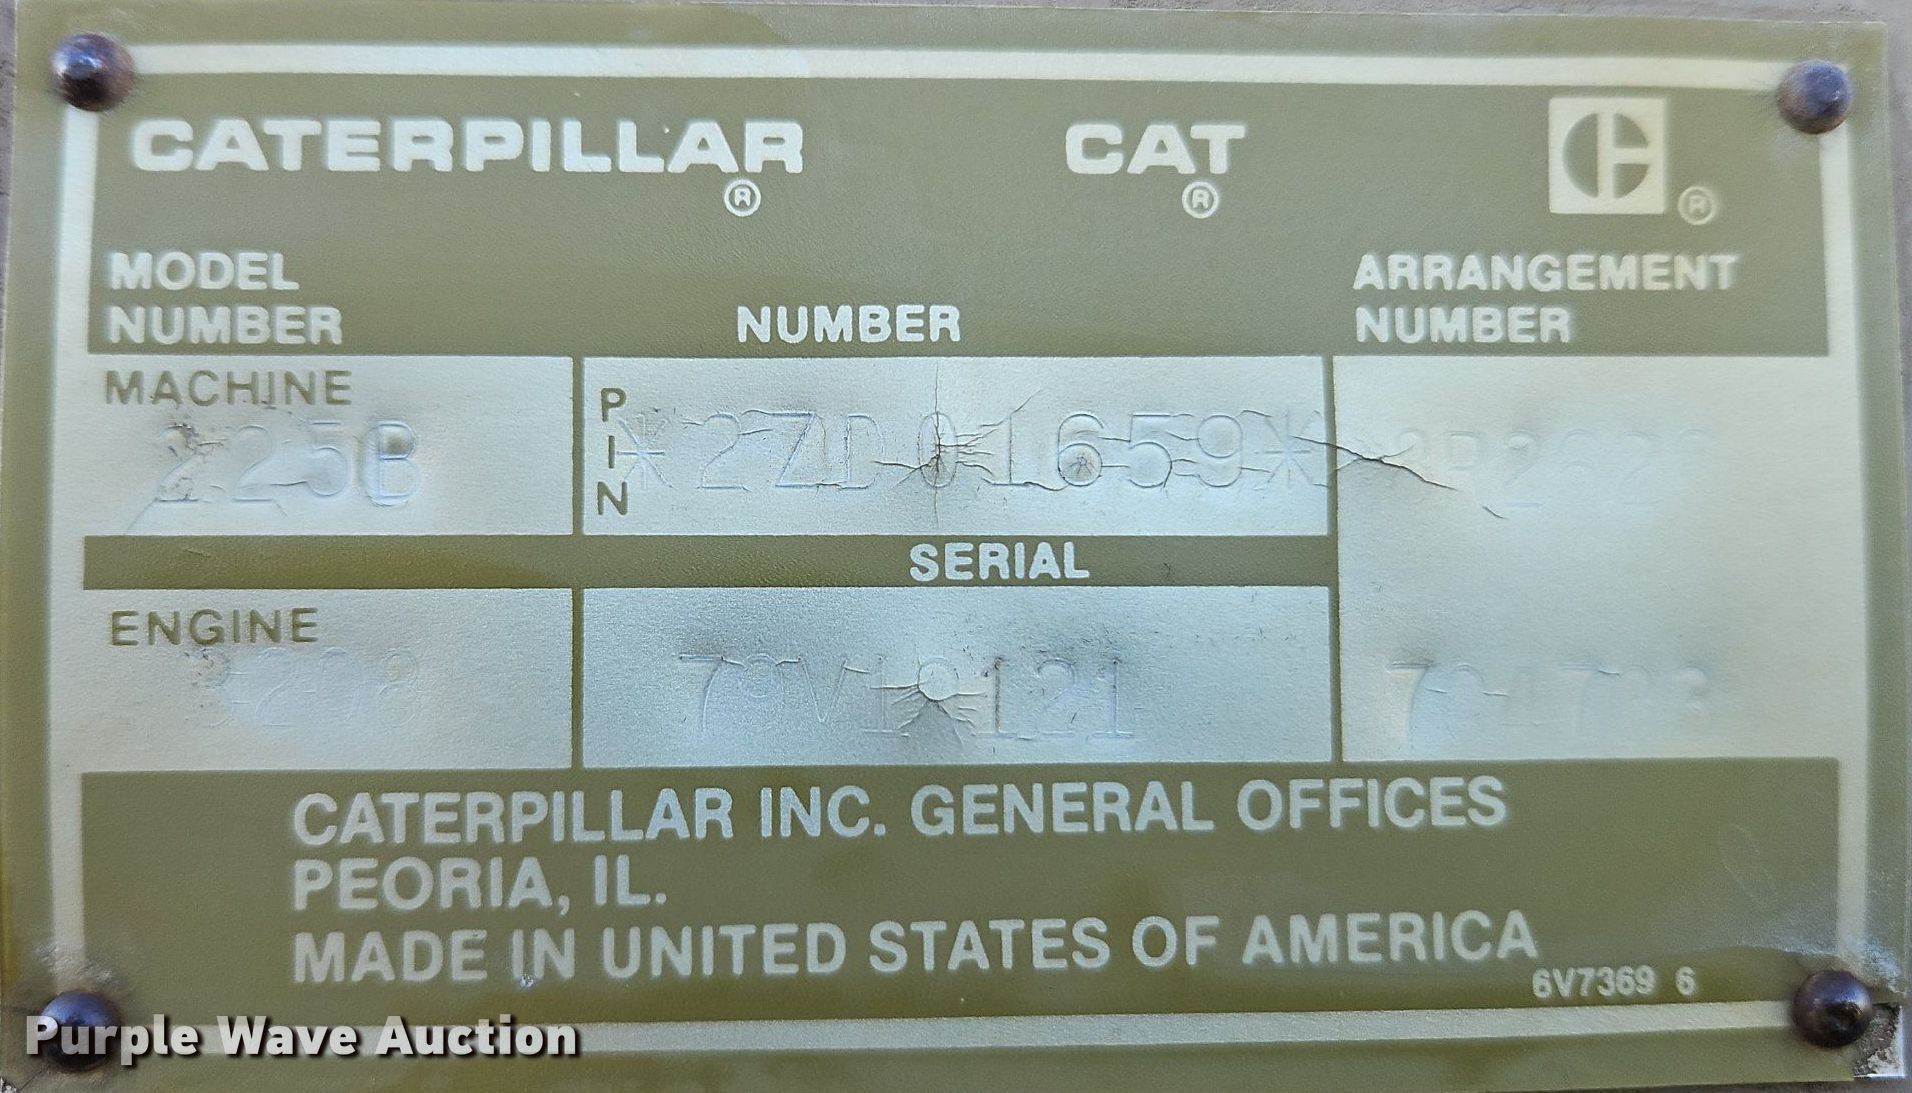 CATERPILLAR® CAT® C®
MODEL NUMBER NUMBER ARRANGEMENT NUMBER
MACHINE
225B PIN *2ZD01659*
SERIAL
ENGINE
3208
CATERPILLAR INC. GENERAL OFFICES
PEORIA, IL.
MADE IN UNITED STATES OF AMERICA
6V7369 6
Purple Wave Auction